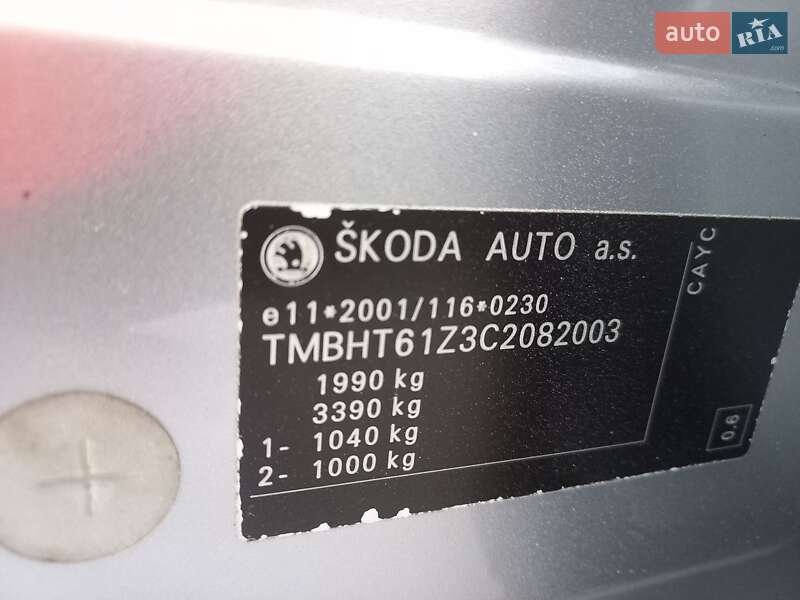 auto RIA .com
ŠKODA AUTO a.s.
e11*2001/116*0230
TMBHT61Z3C2082003
1990 kg
3390 kg
1- 1040 kg
2- 1000 kg
CAYC
0.6